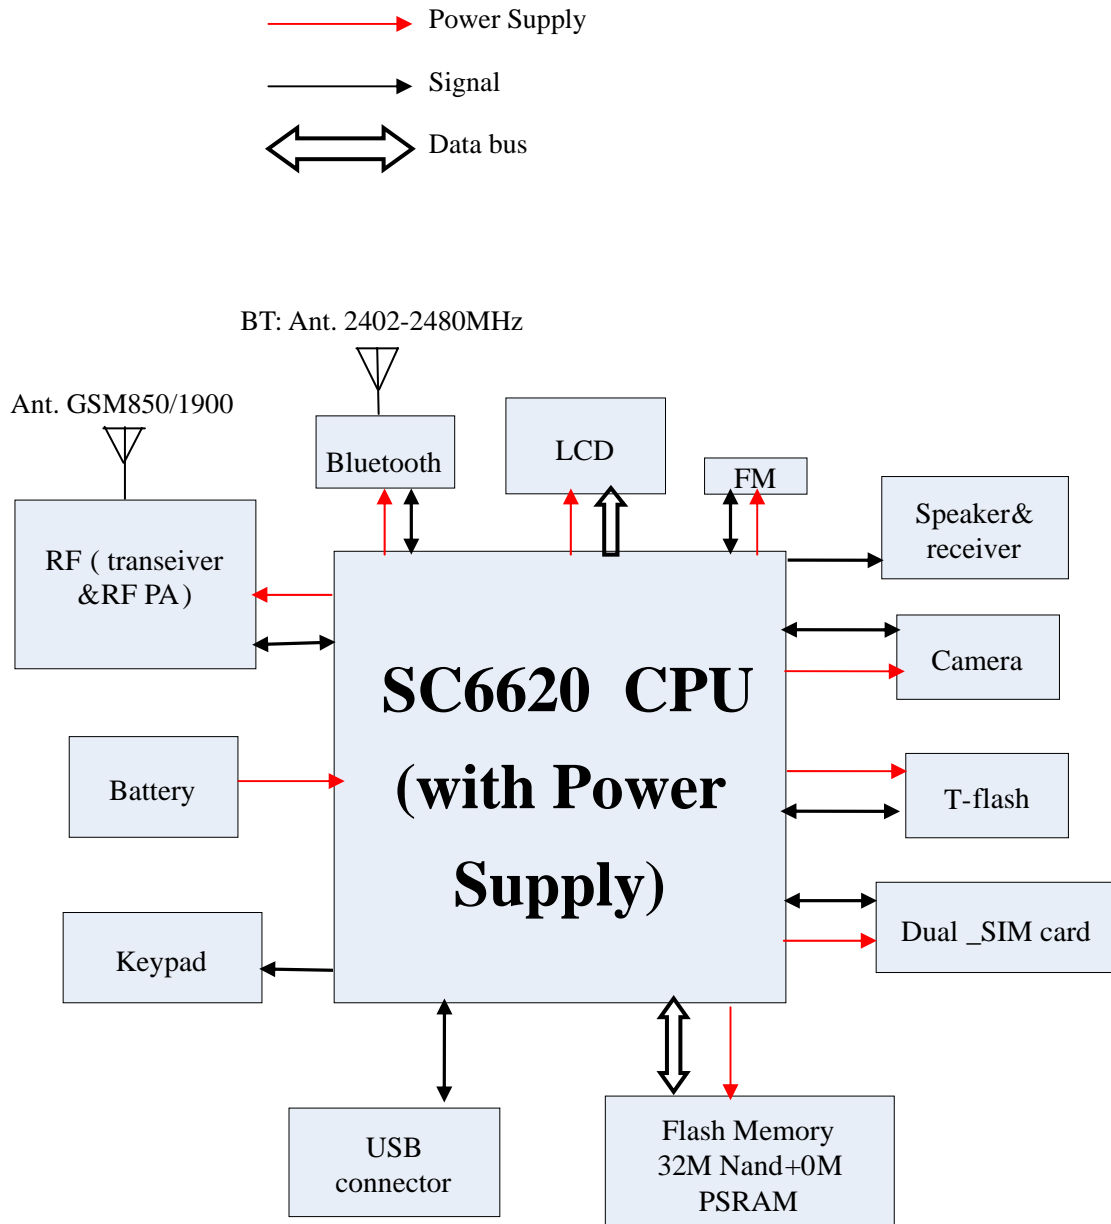 Power Supply
Signal
Data bus
BT: Ant. 2402-2480MHz
Ant. GSM850/1900
Bluetooth
LCD
FM
Speaker&
receiver
RF ( transeiver
&RF PA )
Camera
SC6620 CPU
(with Power
Supply)
Battery
T-flash
Dual _SIM card
Keypad
USB
connector
Flash Memory
32M Nand+0M
PSRAM